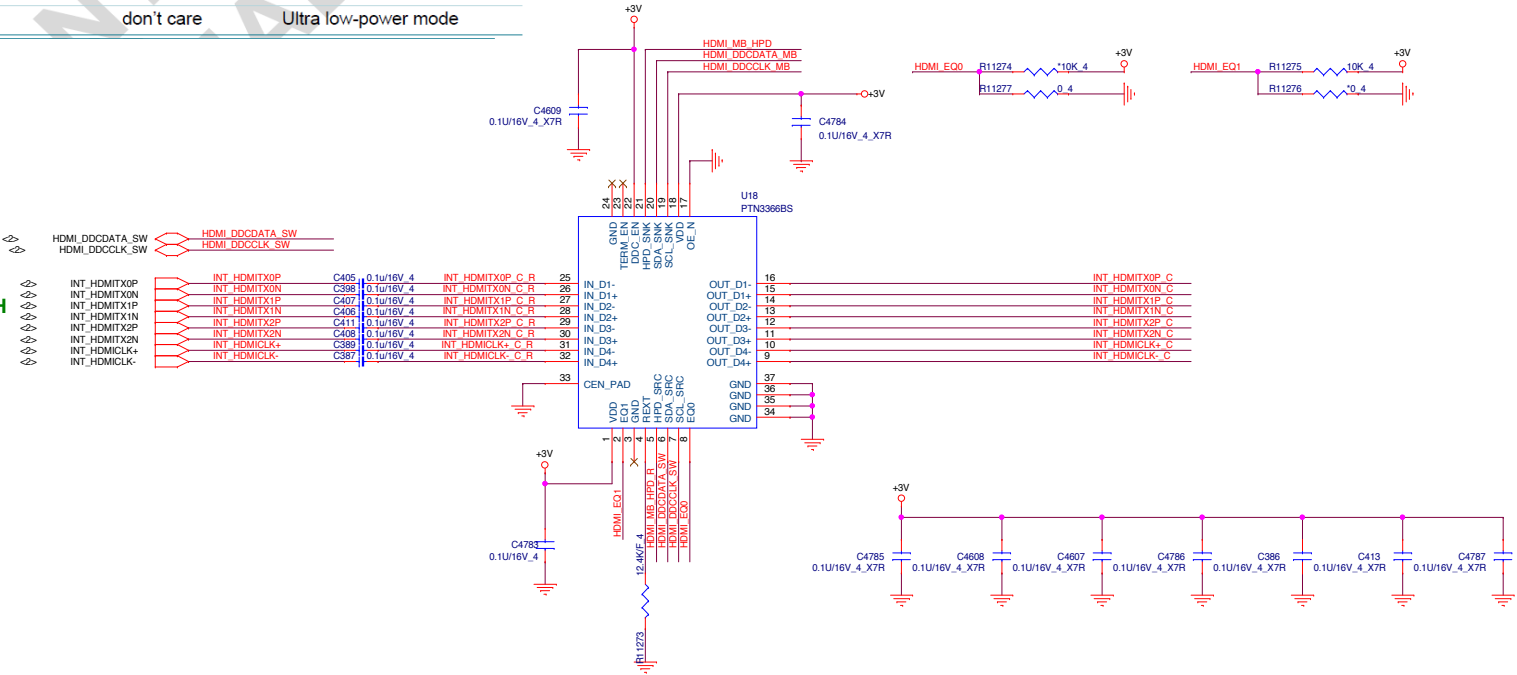 don't care Ultra low-power mode
+3V
HDMI_MB_HPD
HDMI_DDCDATA_MB
HDMI_DDCCLK_MB
+3V
C4609
0.1U/16V_4_X7R
C4784
0.1U/16V_4_X7R
HDMI_EQ0 R11274 *10K_4 +3V
R11277 0_4
HDMI_EQ1 R11275 10K_4 +3V
R11276 *0_4
U18
PTN3366BS
24 23 22 21 20 19 18 17
GND TERM_EN DDC_EN HPD_SNK SDA_SNK SCL_SNK VDD OE_N
<2> HDMI_DDCDATA_SW HDMI_DDCDATA_SW
<2> HDMI_DDCCLK_SW HDMI_DDCCLK_SW
<2> INT_HDMITX0P INT_HDMITX0P C405 0.1u/16V_4 INT_HDMITX0P_C_R 25 IN_D1- OUT_D1- 16 INT_HDMITX0P_C
<2> INT_HDMITX0N INT_HDMITX0N C398 0.1u/16V_4 INT_HDMITX0N_C_R 26 IN_D1+ OUT_D1+ 15 INT_HDMITX0N_C
<2> INT_HDMITX1P INT_HDMITX1P C407 0.1u/16V_4 INT_HDMITX1P_C_R 27 IN_D2- OUT_D2- 14 INT_HDMITX1P_C
<2> INT_HDMITX1N INT_HDMITX1N C406 0.1u/16V_4 INT_HDMITX1N_C_R 28 IN_D2+ OUT_D2+ 13 INT_HDMITX1N_C
<2> INT_HDMITX2P INT_HDMITX2P C411 0.1u/16V_4 INT_HDMITX2P_C_R 29 IN_D3- OUT_D3- 12 INT_HDMITX2P_C
<2> INT_HDMITX2N INT_HDMITX2N C408 0.1u/16V_4 INT_HDMITX2N_C_R 30 IN_D3+ OUT_D3+ 11 INT_HDMITX2N_C
<2> INT_HDMICLK+ INT_HDMICLK+ C389 0.1u/16V_4 INT_HDMICLK+_C_R 31 IN_D4- OUT_D4- 10 INT_HDMICLK+_C
<2> INT_HDMICLK- INT_HDMICLK- C387 0.1u/16V_4 INT_HDMICLK-_C_R 32 IN_D4+ OUT_D4+ 9 INT_HDMICLK-_C
H
33 CEN_PAD GND 37
GND 36
GND 35
GND 34
VDD EQ1 GND REXT HPD_SRC SDA_SRC SCL_SRC EQ0
1 2 3 4 5 6 7 8
+3V
C4783
0.1U/16V_4
HDMI_EQ1
12.4K/F_4
R11273
HDMI_MB_HPD_R
HDMI_DDCDATA_SW
HDMI_DDCCLK_SW
HDMI_EQ0
+3V
C4785 C4608 C4607 C4786 C386 C413 C4787
0.1U/16V_4_X7R 0.1U/16V_4_X7R 0.1U/16V_4_X7R 0.1U/16V_4_X7R 0.1U/16V_4_X7R 0.1U/16V_4_X7R 0.1U/16V_4_X7R